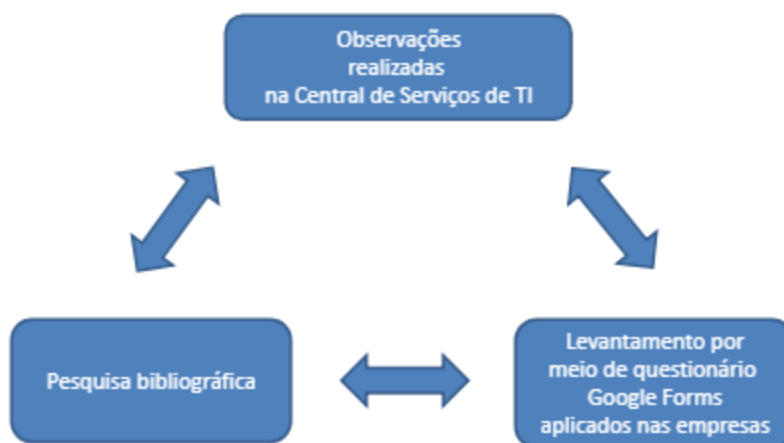 Observações
realizadas
na Central de Serviços de TI
Pesquisa bibliográfica
Levantamento por
meio de questionário
Google Forms
aplicados nas empresas